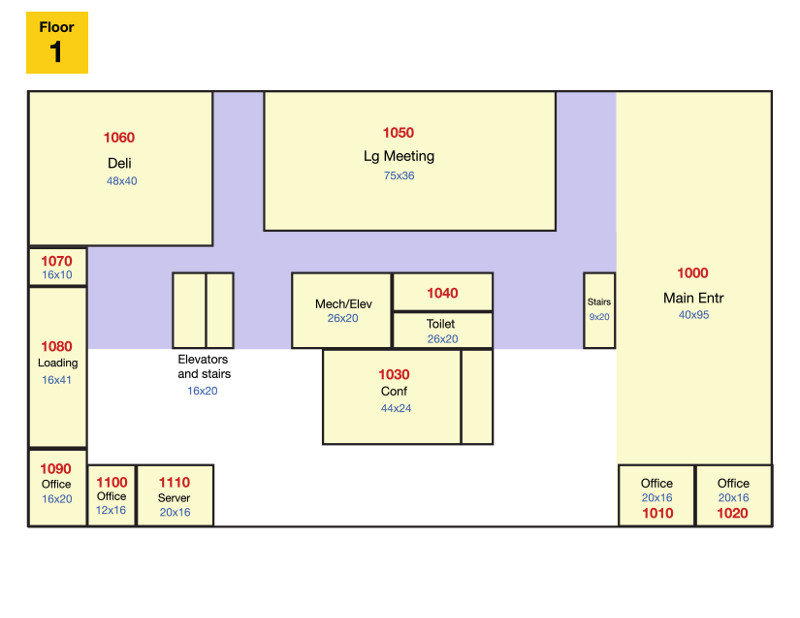 Floor
1
1060
Deli
48x40
1050
Lg Meeting
75x36
1070
16x10
1000
Main Entr
40x95
Mech/Elev
26x20
1040
Toilet
26x20
Stairs
9x20
1080
Loading
16x41
Elevators
and stairs
16x20
1030
Conf
44x24
1090
Office
16x20
1100
Office
12x16
1110
Server
20x16
Office
20x16
1010
Office
20x16
1020